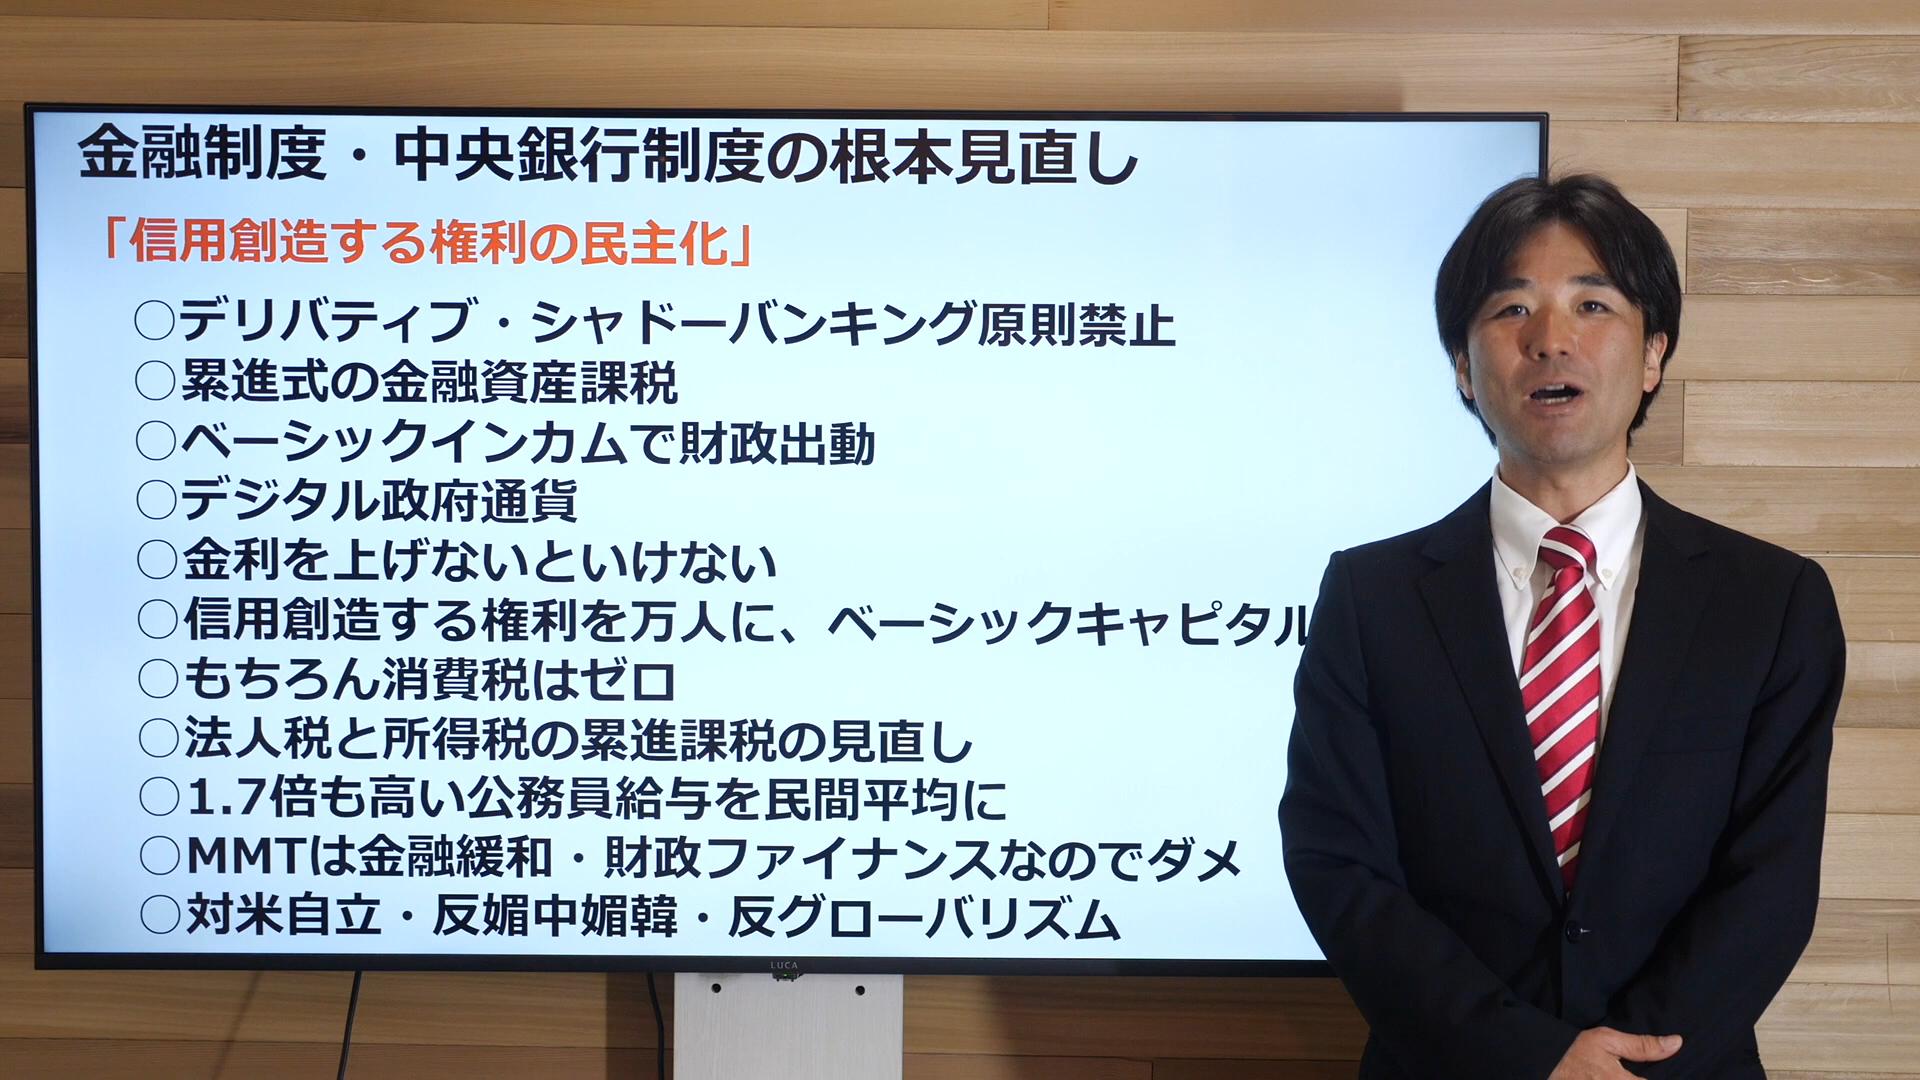 金融制度・中央銀行制度の根本見直し
「信用創造する権利の民主化」
○デリバティブ・シャドーバンキング原則禁止
○累進式の金融資産課税
○ベーシックインカムで財政出動
○デジタル政府通貨
○金利を上げないといけない
○信用創造する権利を万人に、ベーシックキャピタル
○もちろん消費税はゼロ
○法人税と所得税の累進課税の見直し
○1.7倍も高い公務員給与を民間平均に
○MMTは金融緩和・財政ファイナンスなのでダメ
○対米自立・反媚中媚韓・反グローバリズム
LUCA